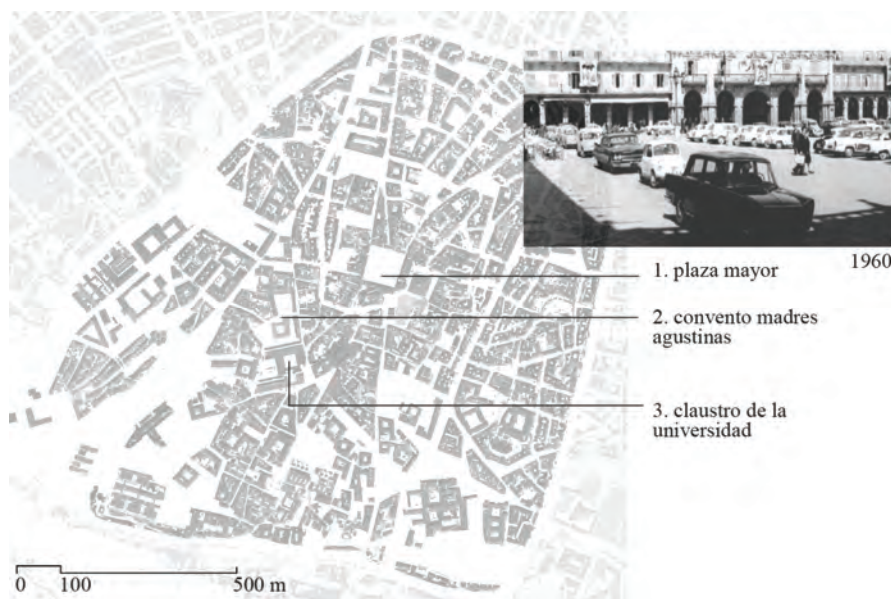 1960
1. plaza mayor
2. convento madres
agustinas
3. claustro de la
universidad
0 100 500 m